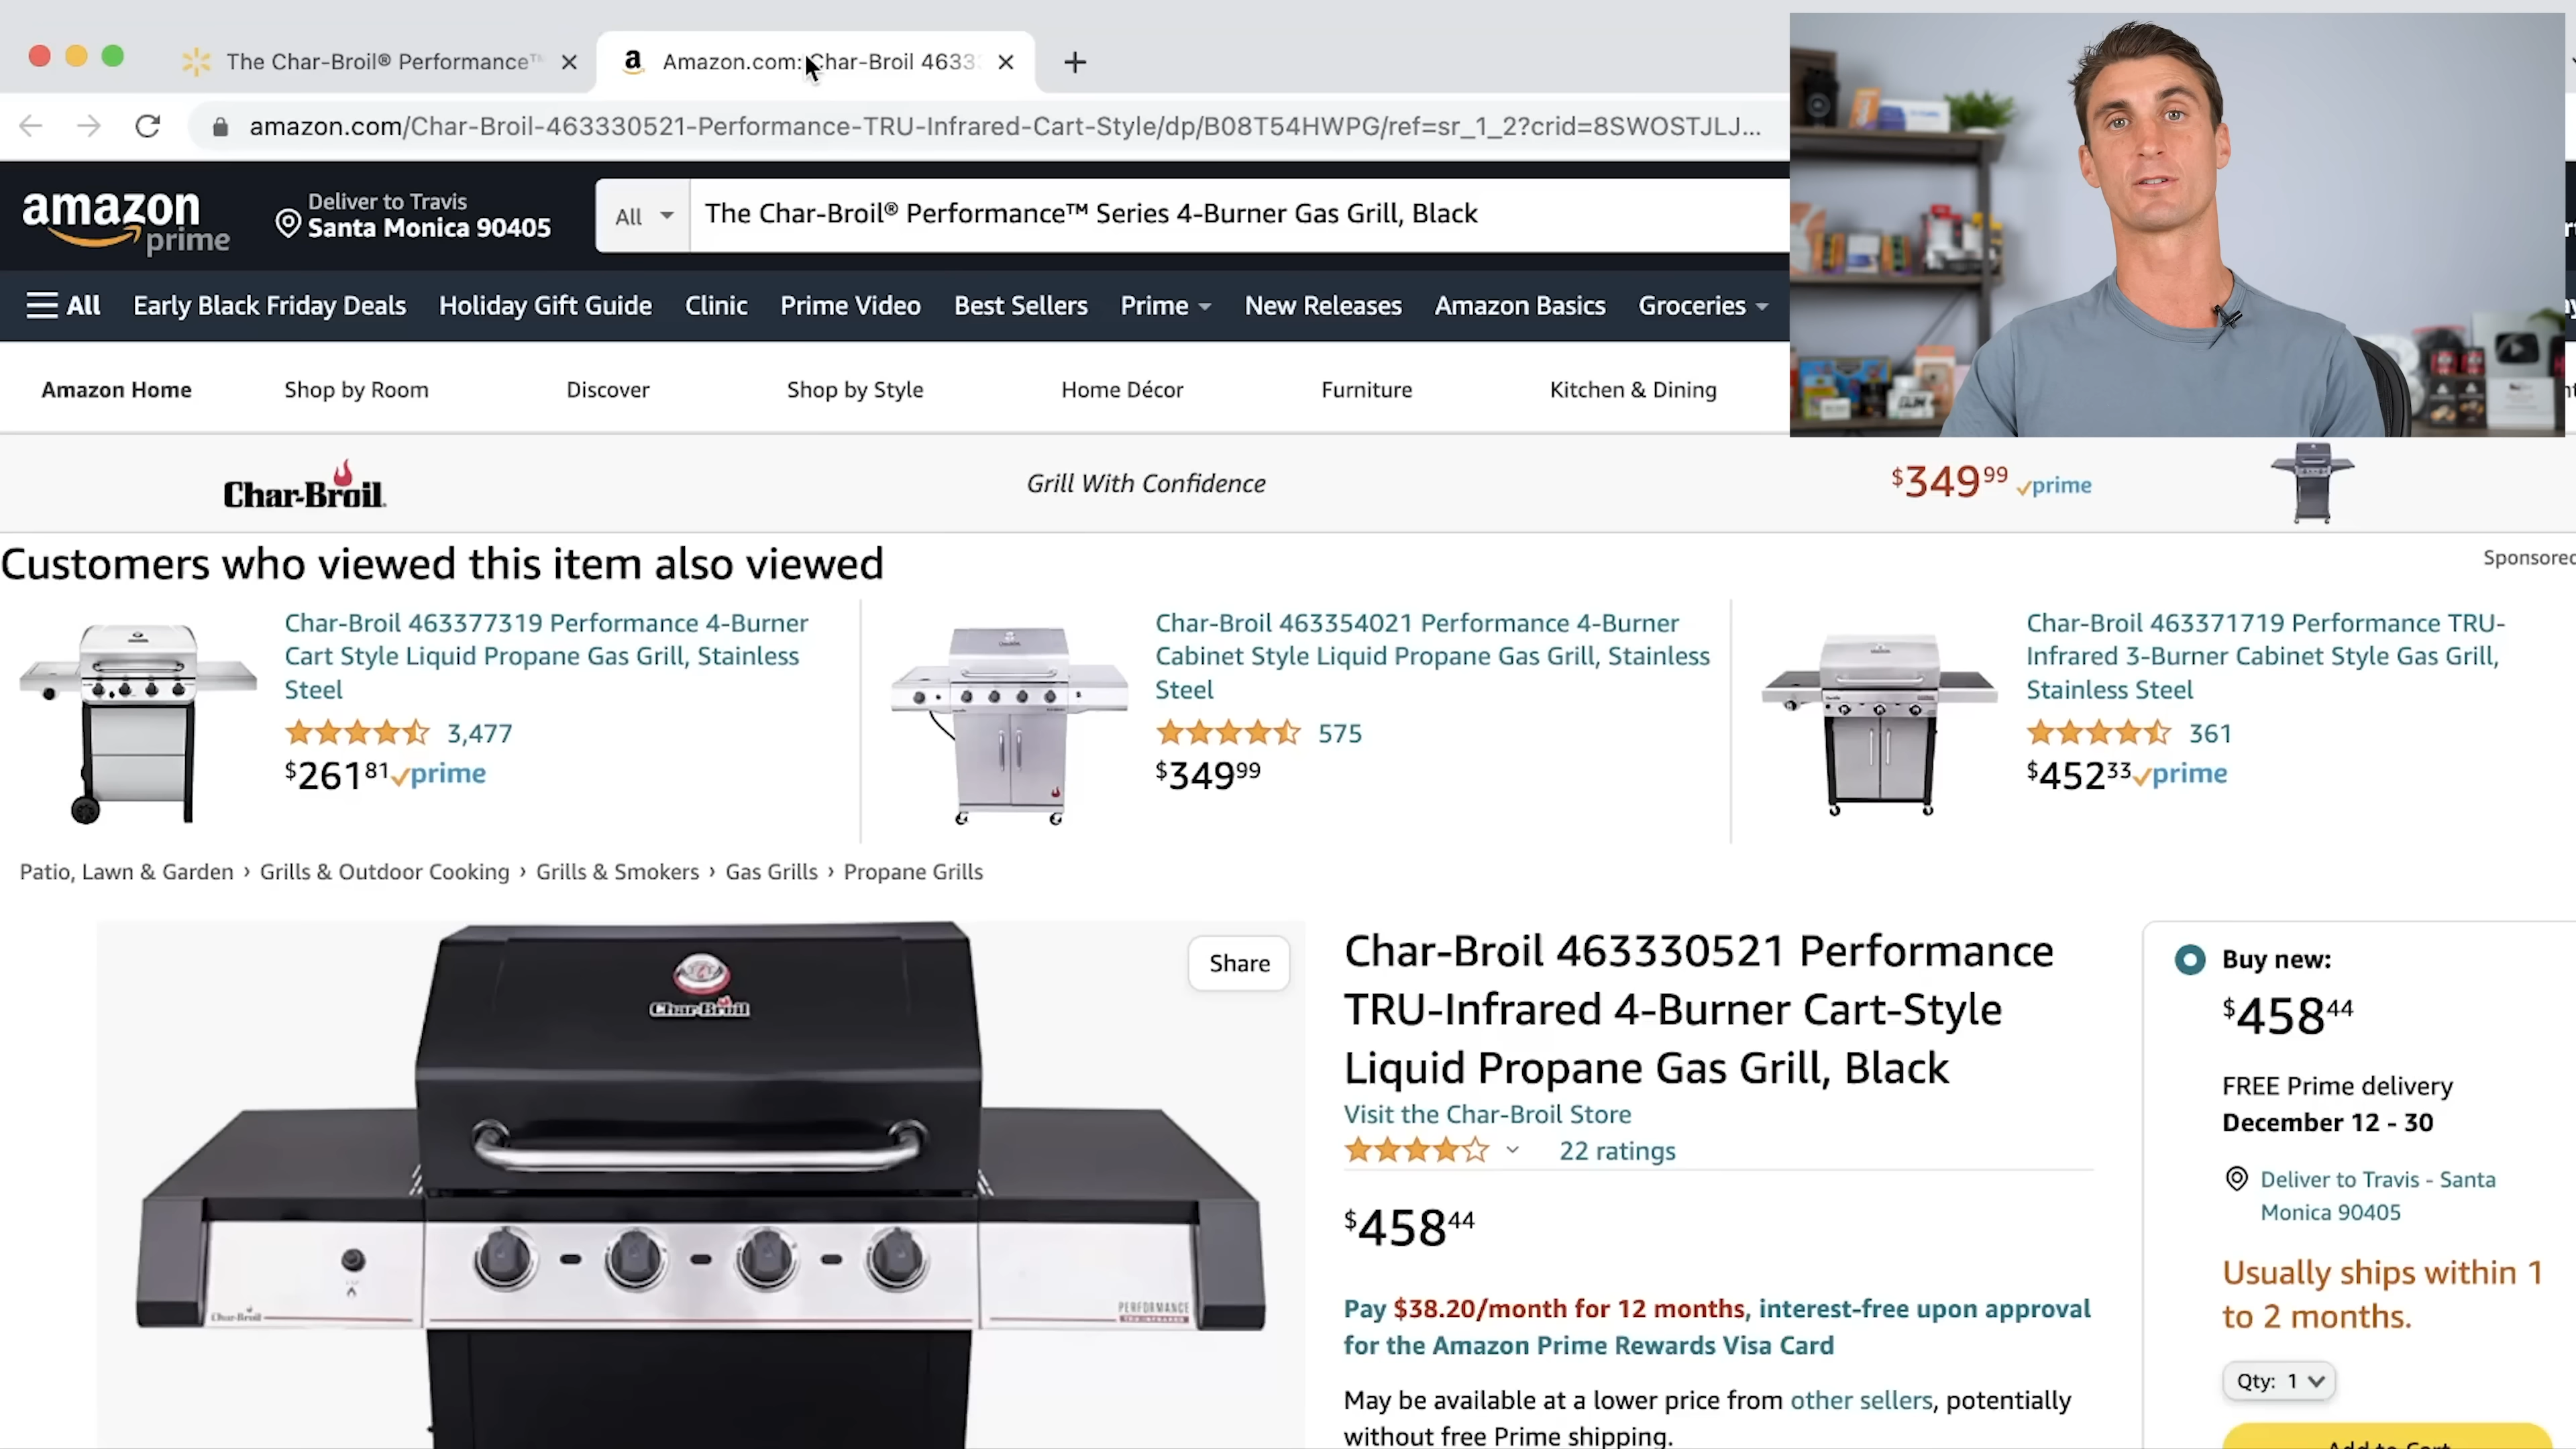 The Char-Broil® Performance™
Amazon.com: Char-Broil 4633
amazon.com/Char-Broil-463330521-Performance-TRU-Infrared-Cart-Style/dp/B08T54HWPG/ref=sr_1_2?crid=8SWOSTJLJ...
amazon prime
Deliver to Travis
Santa Monica 90405
All
The Char-Broil® Performance™ Series 4-Burner Gas Grill, Black
All Early Black Friday Deals Holiday Gift Guide Clinic Prime Video Best Sellers Prime New Releases Amazon Basics Groceries
Amazon Home Shop by Room Discover Shop by Style Home Décor Furniture Kitchen & Dining
Char-Broil Grill With Confidence $349 99 prime
Customers who viewed this item also viewed
Sponsored
Char-Broil 463377319 Performance 4-Burner
Cart Style Liquid Propane Gas Grill, Stainless
Steel
3,477
$261 81 prime
Char-Broil 463354021 Performance 4-Burner
Cabinet Style Liquid Propane Gas Grill, Stainless
Steel
575
$349 99
Char-Broil 463371719 Performance TRU-
Infrared 3-Burner Cabinet Style Gas Grill,
Stainless Steel
361
$452 33 prime
Patio, Lawn & Garden › Grills & Outdoor Cooking › Grills & Smokers › Gas Grills › Propane Grills
Share
Char-Broil
Char-Broil
PERFORMANCE
TRU-INFRARED
Char-Broil 463330521 Performance
TRU-Infrared 4-Burner Cart-Style
Liquid Propane Gas Grill, Black
Visit the Char-Broil Store
22 ratings
$458 44
Pay $38.20/month for 12 months, interest-free upon approval
for the Amazon Prime Rewards Visa Card
May be available at a lower price from other sellers, potentially
without free Prime shipping.
Buy new:
$458 44
FREE Prime delivery
December 12 - 30
Deliver to Travis - Santa
Monica 90405
Usually ships within 1
to 2 months.
Qty: 1
Add to Cart